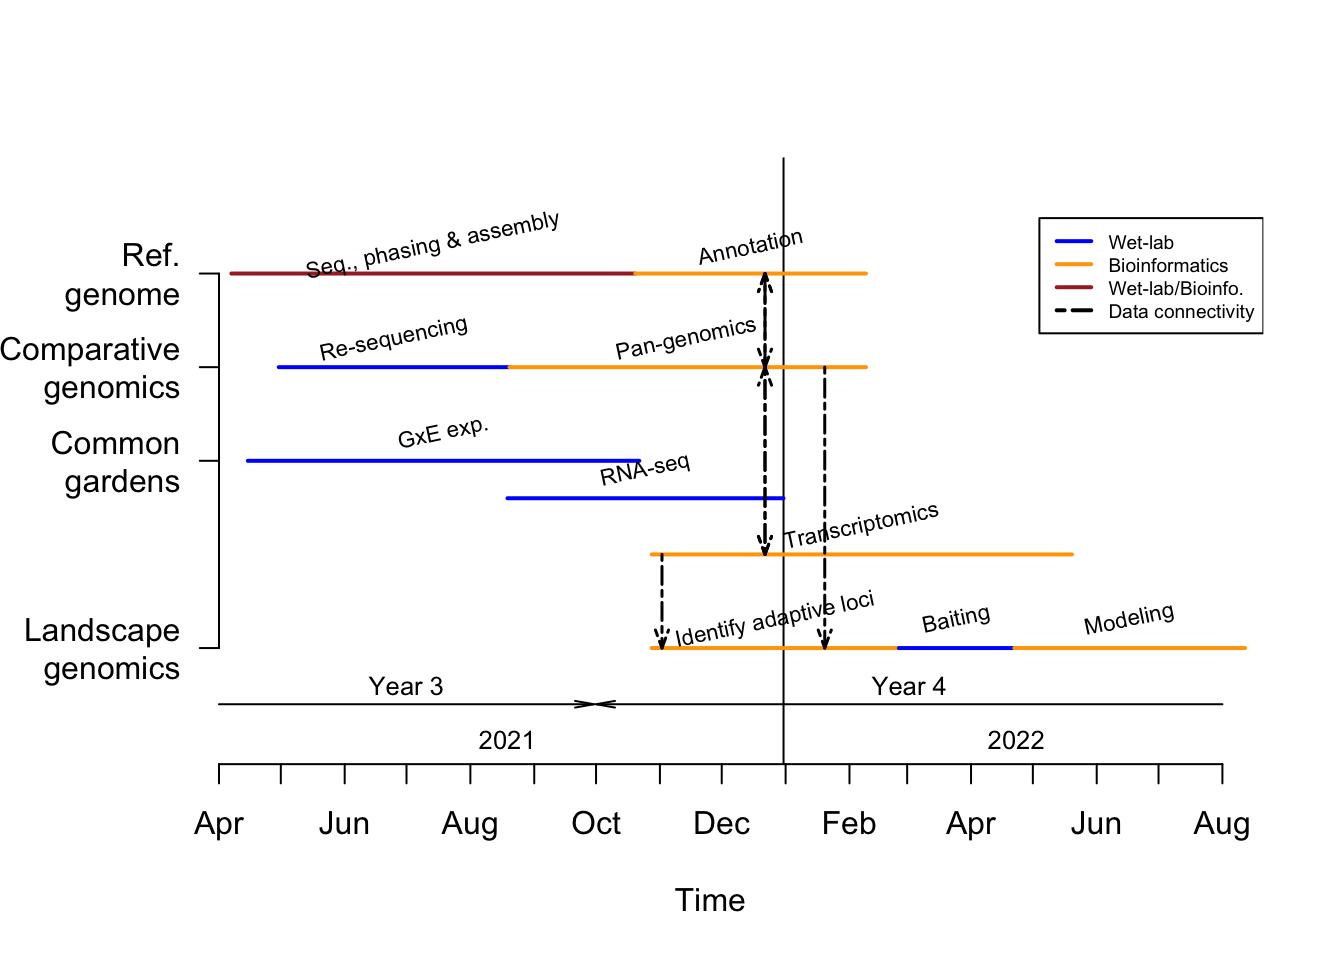 Seq., phasing & assembly
Annotation
Ref.
genome
Wet-lab
Bioinformatics
Wet-lab/Bioinfo.
Data connectivity
Comparative
genomics
Re-sequencing
Pan-genomics
Common
gardens
GxE exp.
RNA-seq
Transcriptomics
Landscape
genomics
Identify adaptive loci
Baiting
Modeling
Year 3
Year 4
2021
2022
Apr
Jun
Aug
Oct
Dec
Feb
Apr
Jun
Aug
Time